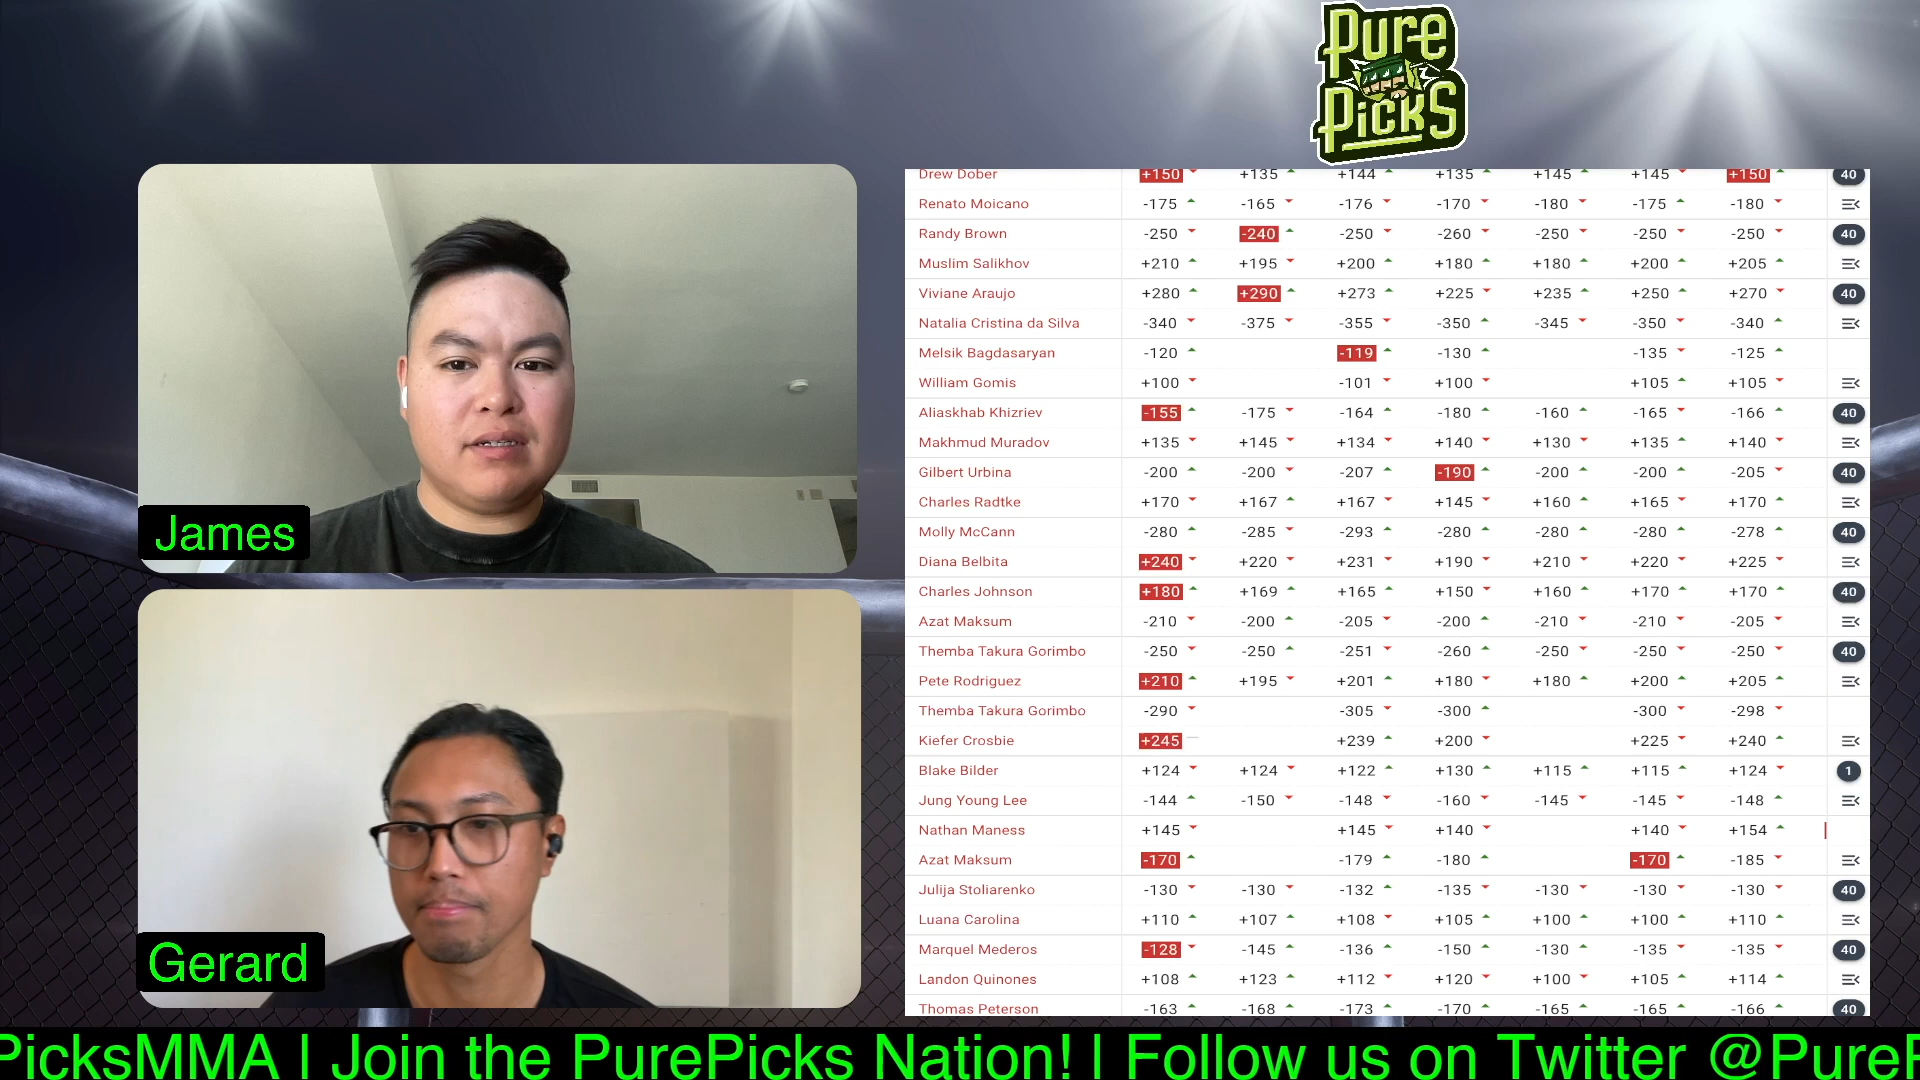 Pure
Picks
Drew Dober +150 +135 +144 +135 +145 +145 +150 40
Renato Moicano -175 -165 -176 -170 -180 -175 -180
Randy Brown -250 -240 -250 -260 -250 -250 -250 40
Muslim Salikhov +210 +195 +200 +180 +180 +200 +205
Viviane Araujo +280 +290 +273 +225 +235 +250 +270 40
Natalia Cristina da Silva -340 -375 -355 -350 -345 -350 -340
Melsik Bagdasaryan -120 -119 -130 -135 -125
William Gomis +100 -101 +100 +105 +105
Aliaskhab Khizriev -155 -175 -164 -180 -160 -165 -166 40
Makhmud Muradov +135 +145 +134 +140 +130 +135 +140
Gilbert Urbina -200 -200 -207 -190 -200 -200 -205 40
Charles Radtke +170 +167 +167 +145 +160 +165 +170
Molly McCann -280 -285 -293 -280 -280 -280 -278 40
Diana Belbita +240 +220 +231 +190 +210 +220 +225
Charles Johnson +180 +169 +165 +150 +160 +170 +170 40
Azat Maksum -210 -200 -205 -200 -210 -210 -205
Themba Takura Gorimbo -250 -250 -251 -260 -250 -250 -250 40
Pete Rodriguez +210 +195 +201 +180 +180 +200 +205
Themba Takura Gorimbo -290 -305 -300 -300 -298
Kiefer Crosbie +245 +239 +200 +225 +240
Blake Bilder +124 +124 +122 +130 +115 +115 +124 1
Jung Young Lee -144 -150 -148 -160 -145 -145 -148
Nathan Maness +145 +145 +140 +140 +154
Azat Maksum -170 -179 -180 -170 -185
Julija Stoliarenko -130 -130 -132 -135 -130 -130 -130 40
Luana Carolina +110 +107 +108 +105 +100 +100 +110
Marquel Mederos -128 -145 -136 -150 -130 -135 -135 40
Landon Quinones +108 +123 +112 +120 +100 +105 +114
Thomas Peterson -163 -168 -173 -170 -165 -165 -166 40
James
Gerard
PicksMMA | Join the PurePicks Nation! | Follow us on Twitter @PureP